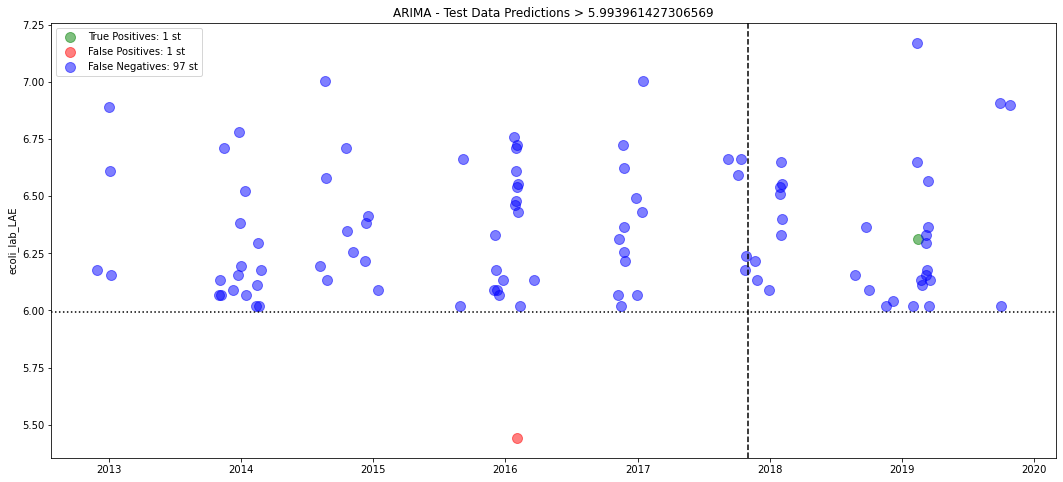 ARIMA - Test Data Predictions > 5.993961427306569
True Positives: 1 st
False Positives: 1 st
False Negatives: 97 st
ecoli_lab_LAE
7.25
7.00
6.75
6.50
6.25
6.00
5.75
5.50
2013 2014 2015 2016 2017 2018 2019 2020